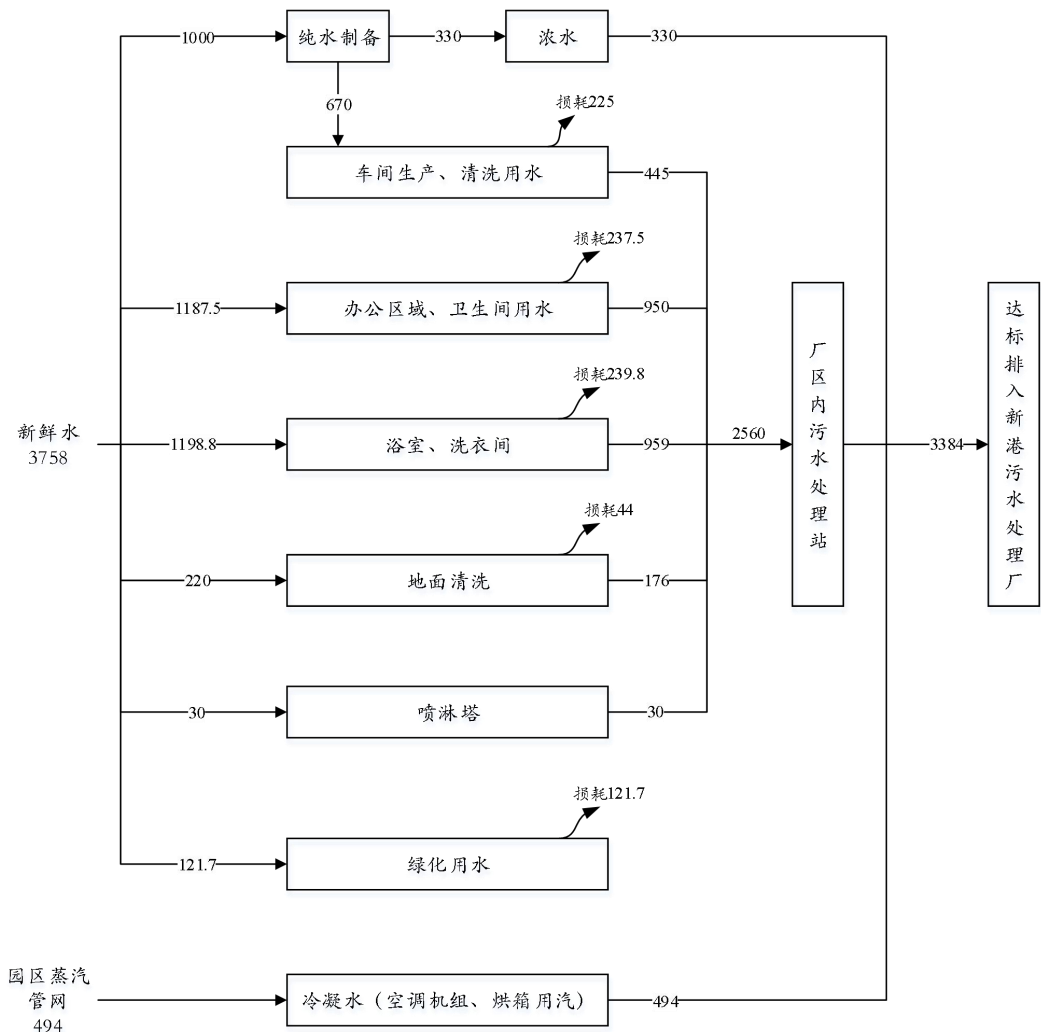 1000
纯水制备
330
浓水
330
670
损耗225
车间生产、清洗用水
445
损耗237.5
1187.5
办公区域、卫生间用水
950
损耗239.8
新鲜水
3758
1198.8
浴室、洗衣间
959
2560
厂区内污水处理站
3384
达标排入新港污水处理厂
损耗44
220
地面清洗
176
30
喷淋塔
30
损耗121.7
121.7
绿化用水
园区蒸汽
管网
494
冷凝水（空调机组、烘箱用汽）
494